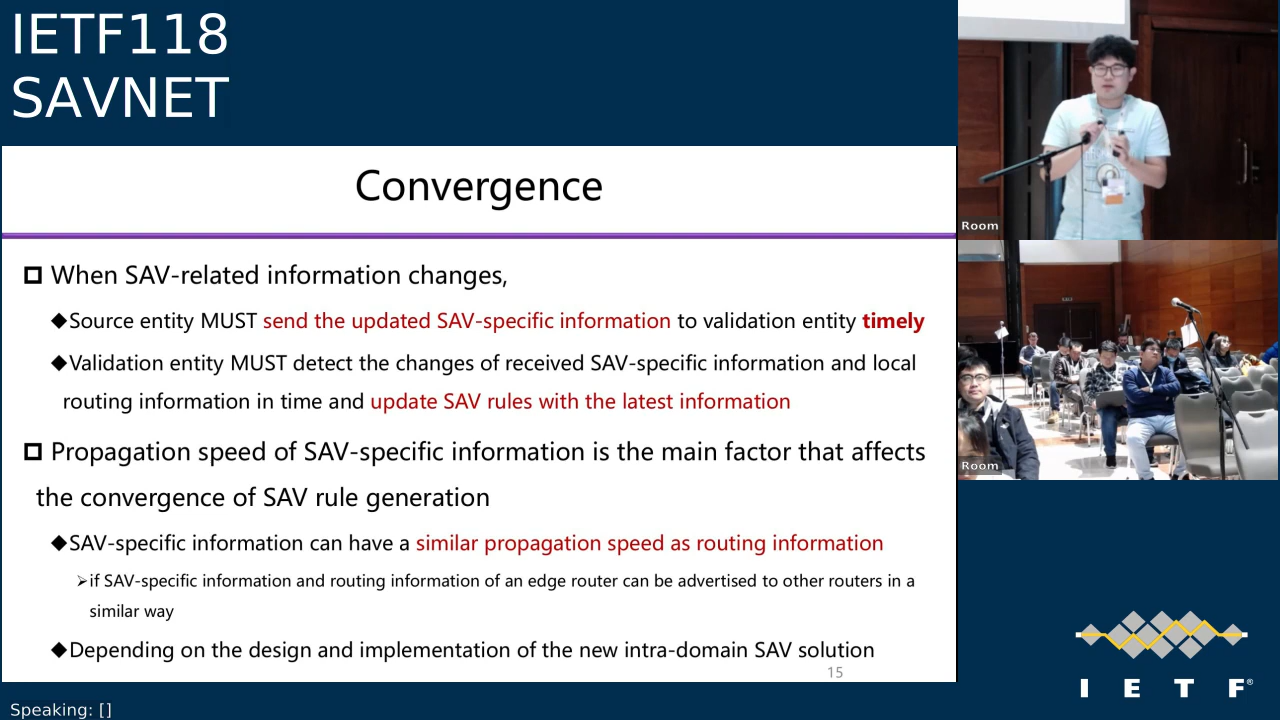 IETF118
SAVNET
Convergence
When SAV-related information changes,
◆Source entity MUST send the updated SAV-specific information to validation entity timely
◆Validation entity MUST detect the changes of received SAV-specific information and local
routing information in time and update SAV rules with the latest information
Propagation speed of SAV-specific information is the main factor that affects
the convergence of SAV rule generation
◆SAV-specific information can have a similar propagation speed as routing information
➢if SAV-specific information and routing information of an edge router can be advertised to other routers in a
similar way
◆Depending on the design and implementation of the new intra-domain SAV solution
15
Speaking: []
Room
Room
I E T F®